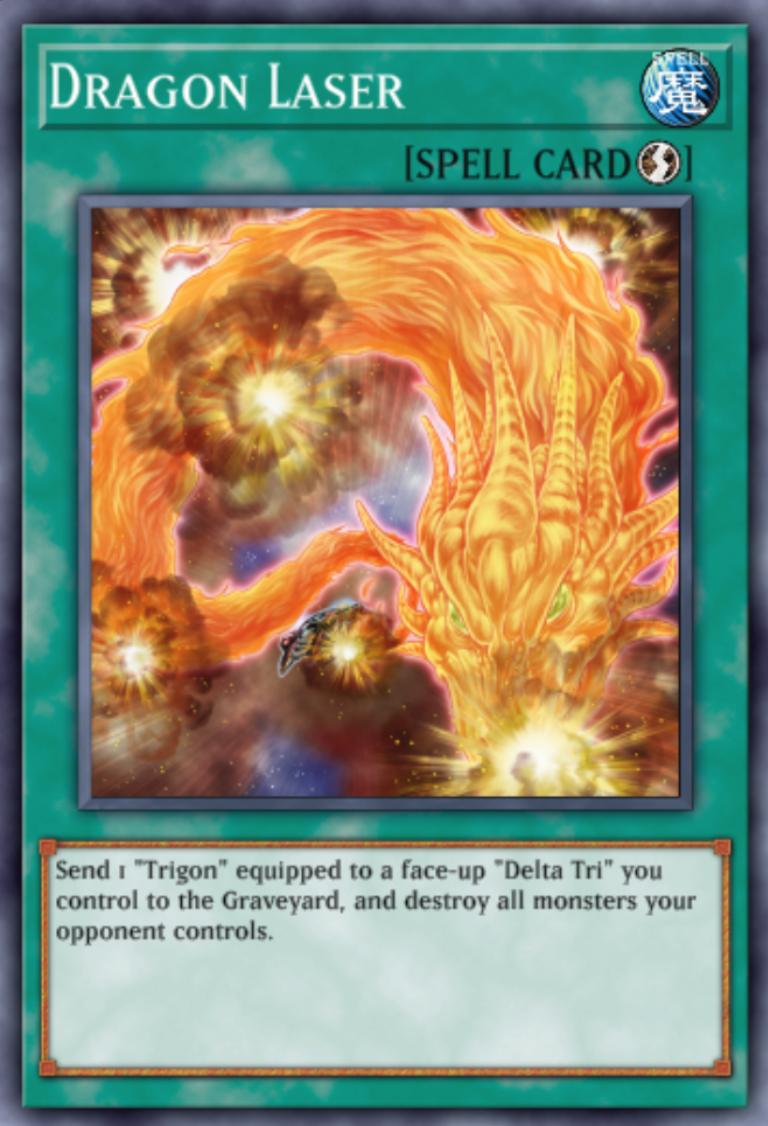 DRAGON LASER
SPELL
魔
[SPELL CARD]
Send 1 "Trigon" equipped to a face-up "Delta Tri" you
control to the Graveyard, and destroy all monsters your
opponent controls.